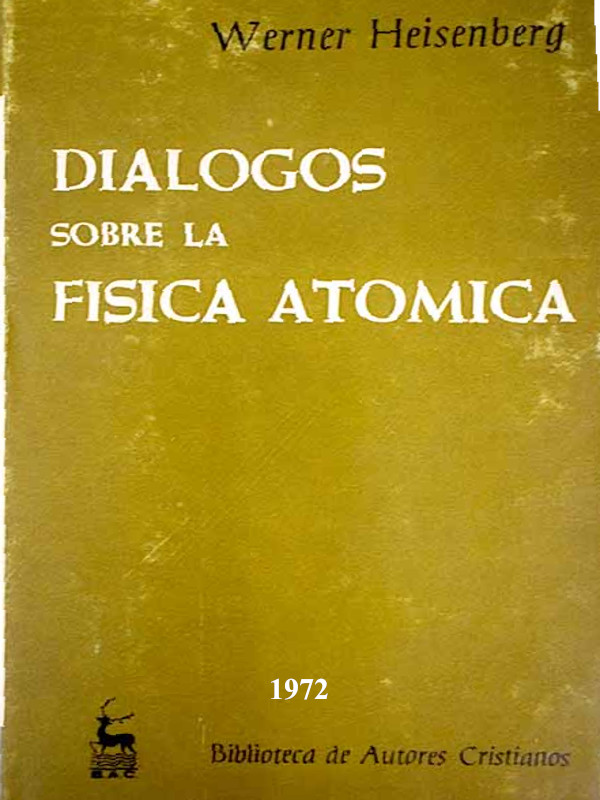 Werner Heisenberg
DIALOGOS
SOBRE LA
FISICA ATOMICA
1972
BAC
Biblioteca de Autores Cristianos